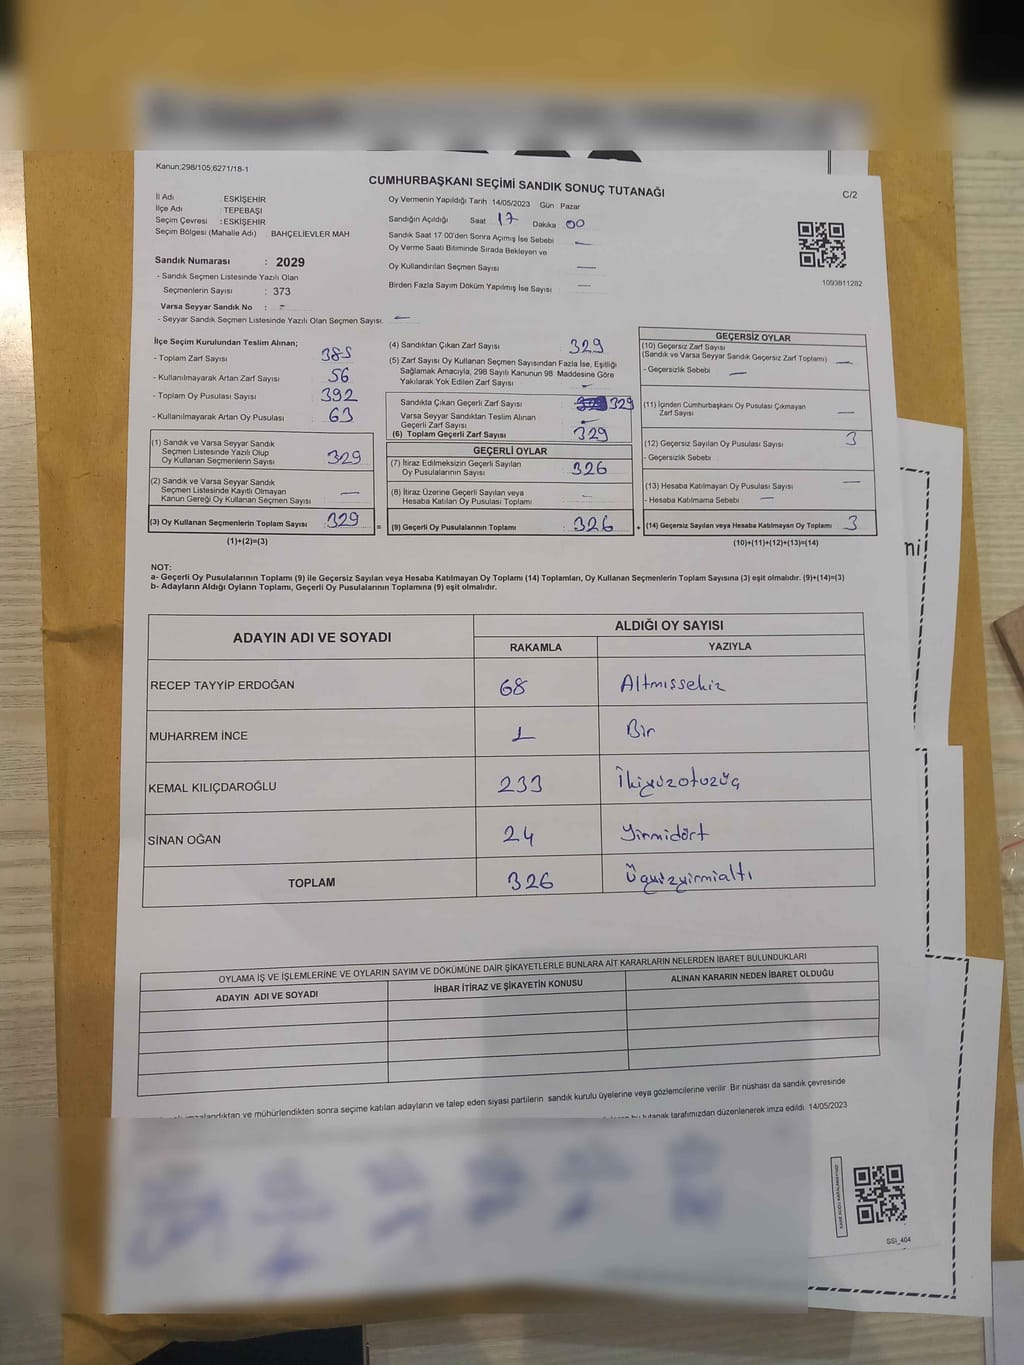 Kanun:298/105;6271/18-1
CUMHURBAŞKANI SEÇİMİ SANDIK SONUÇ TUTANAĞI
C/2
İl Adı : ESKİŞEHİR
İlçe Adı : TEPEBAŞI
Seçim Çevresi : ESKİŞEHİR
Seçim Bölgesi (Mahalle Adı) BAHÇELİEVLER MAH
Sandık Numarası : 2029
- Sandık Seçmen Listesinde Yazılı Olan
Seçmenlerin Sayısı : 373
Varsa Seyyar Sandık No : -
- Seyyar Sandık Seçmen Listesinde Yazılı Olan Seçmen Sayısı: —
Oy Vermenin Yapıldığı Tarih : 14/05/2023 Gün : Pazar
Sandığın Açıldığı Saat 17 Dakika 00
Sandık Saat 17.00'den Sonra Açımış İse Sebebi —
Oy Verme Saati Bitiminde Sırada Bekleyen ve
Oy Kullandırılan Seçmen Sayısı —
Birden Fazla Sayım Döküm Yapılmış İse Sayısı —
1093811282
İlçe Seçim Kurulundan Teslim Alınan;
- Toplam Zarf Sayısı 385
- Kullanılmayarak Artan Zarf Sayısı 56
- Toplam Oy Pusulası Sayısı 392
- Kullanılmayarak Artan Oy Pusulası 63
(1) Sandık ve Varsa Seyyar Sandık
Seçmen Listesinde Yazılı Olup
Oy Kullanan Seçmenlerin Sayısı 329
(2) Sandık ve Varsa Seyyar Sandık
Seçmen Listesinde Kayıtlı Olmayan
Kanun Gereği Oy Kullanan Seçmen Sayısı —
(3) Oy Kullanan Seçmenlerin Toplam Sayısı 329 =
(1)+(2)=(3)
(4) Sandıktan Çıkan Zarf Sayısı 329
(5) Zarf Sayısı Oy Kullanan Seçmen Sayısından Fazla İse, Eşitliği
Sağlamak Amacıyla, 298 Sayılı Kanunun 98. Maddesine Göre
Yakılarak Yok Edilen Zarf Sayısı —
Sandıkta Çıkan Geçerli Zarf Sayısı 329
Varsa Seyyar Sandıktan Teslim Alınan
Geçerli Zarf Sayısı —
(6) Toplam Geçerli Zarf Sayısı 329
GEÇERLİ OYLAR
(7) İtiraz Edilmeksizin Geçerli Sayılan
Oy Pusulalarının Sayısı 326
(8) İtiraz Üzerine Geçerli Sayılan veya
Hesaba Katılan Oy Pusulası Toplamı —
(9) Geçerli Oy Pusulalarının Toplamı : 326 +
GEÇERSİZ OYLAR
(10) Geçersiz Zarf Sayısı
(Sandık ve Varsa Seyyar Sandık Geçersiz Zarf Toplamı) —
- Geçersizlik Sebebi —
(11) İçinden Cumhurbaşkanı Oy Pusulası Çıkmayan
Zarf Sayısı —
(12) Geçersiz Sayılan Oy Pusulası Sayısı 3
- Geçersizlik Sebebi
(13) Hesaba Katılmayan Oy Pusulası Sayısı —
- Hesaba Katılmama Sebebi —
(14) Geçersiz Sayılan veya Hesaba Katılmayan Oy Toplamı 3
(10)+(11)+(12)+(13)=(14)
NOT:
a- Geçerli Oy Pusulalarının Toplamı (9) ile Geçersiz Sayılan veya Hesaba Katılmayan Oy Toplamı (14) Toplamları, Oy Kullanan Seçmenlerin Toplam Sayısına (3) eşit olmalıdır. (9)+(14)=(3)
b- Adayların Aldığı Oyların Toplamı, Geçerli Oy Pusulalarının Toplamına (9) eşit olmalıdır.
ADAYIN ADI VE SOYADI
ALDIĞI OY SAYISI
RAKAMLA YAZIYLA
RECEP TAYYİP ERDOĞAN 68 Altmışsekiz
MUHARREM İNCE 1 Bir
KEMAL KILIÇDAROĞLU 233 İkiyüzotuzüç
SİNAN OĞAN 24 Yirmidört
TOPLAM 326 Üçyüzyirmialtı
OYLAMA İŞ VE İŞLEMLERİNE VE OYLARIN SAYIM VE DÖKÜMÜNE DAİR ŞİKAYETLERLE BUNLARA AİT KARARLARIN NELERDEN İBARET BULUNDUKLARI
ADAYIN ADI VE SOYADI
İHBAR İTİRAZ VE ŞİKAYETİN KONUSU
ALINAN KARARIN NEDEN İBARET OLDUĞU
ve mühürlendikten sonra seçime katılan adayların ve talep eden siyasi partilerin sandık kurulu üyelerine veya gözlemcilerine verilir. Bir nüshası da sandık çevresinde
bu tutanak tarafımızdan düzenlenerek imza edildi. 14/05/2023
SSI_404
ni